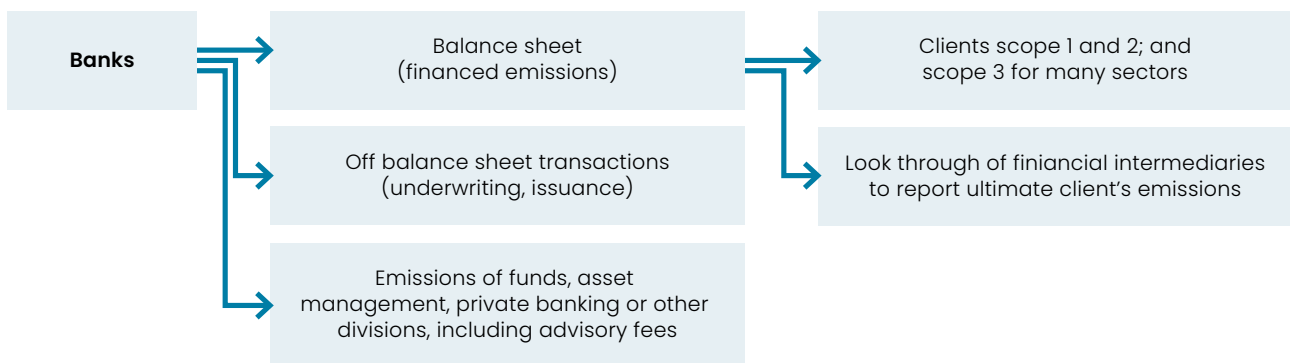 Banks
Balance sheet
(financed emissions)
Clients scope 1 and 2; and
scope 3 for many sectors
Off balance sheet transactions
(underwriting, issuance)
Look through of finiancial intermediaries
to report ultimate client’s emissions
Emissions of funds, asset
management, private banking or other
divisions, including advisory fees